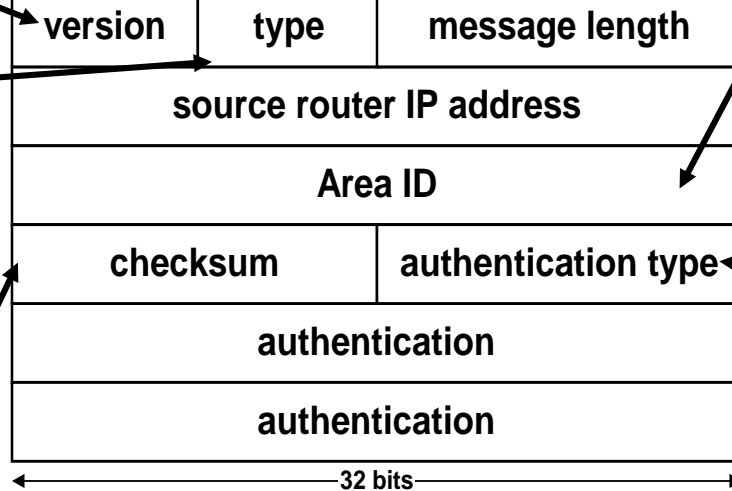 version type message length
source router IP address
Area ID
checksum authentication type
authentication
authentication
32 bits